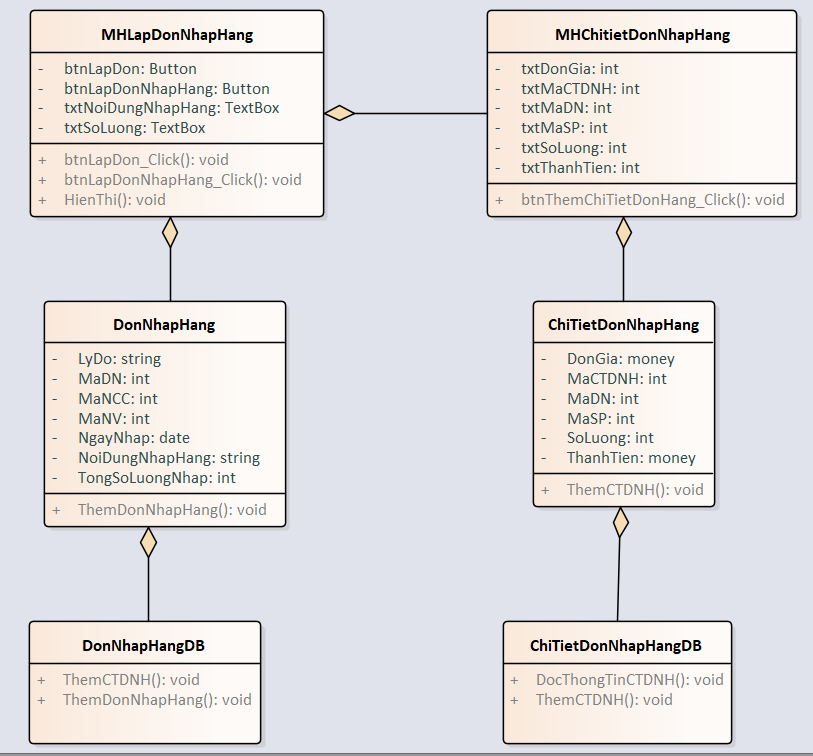 MHLapDonNhapHang
- btnLapDon: Button
- btnLapDonNhapHang: Button
- txtNoiDungNhapHang: TextBox
- txtSoLuong: TextBox
+ btnLapDon_Click(): void
+ btnLapDonNhapHang_Click(): void
+ HienThi(): void
MHChitietDonNhapHang
- txtDonGia: int
- txtMaCTDNH: int
- txtMaDN: int
- txtMaSP: int
- txtSoLuong: int
- txtThanhTien: int
+ btnThemChiTietDonHang_Click(): void
DonNhapHang
- LyDo: string
- MaDN: int
- MaNCC: int
- MaNV: int
- NgayNhap: date
- NoiDungNhapHang: string
- TongSoLuongNhap: int
+ ThemDonNhapHang(): void
ChiTietDonNhapHang
- DonGia: money
- MaCTDNH: int
- MaDN: int
- MaSP: int
- SoLuong: int
- ThanhTien: money
+ ThemCTDNH(): void
DonNhapHangDB
+ ThemCTDNH(): void
+ ThemDonNhapHang(): void
ChiTietDonNhapHangDB
+ DocThongTinCTDNH(): void
+ ThemCTDNH(): void